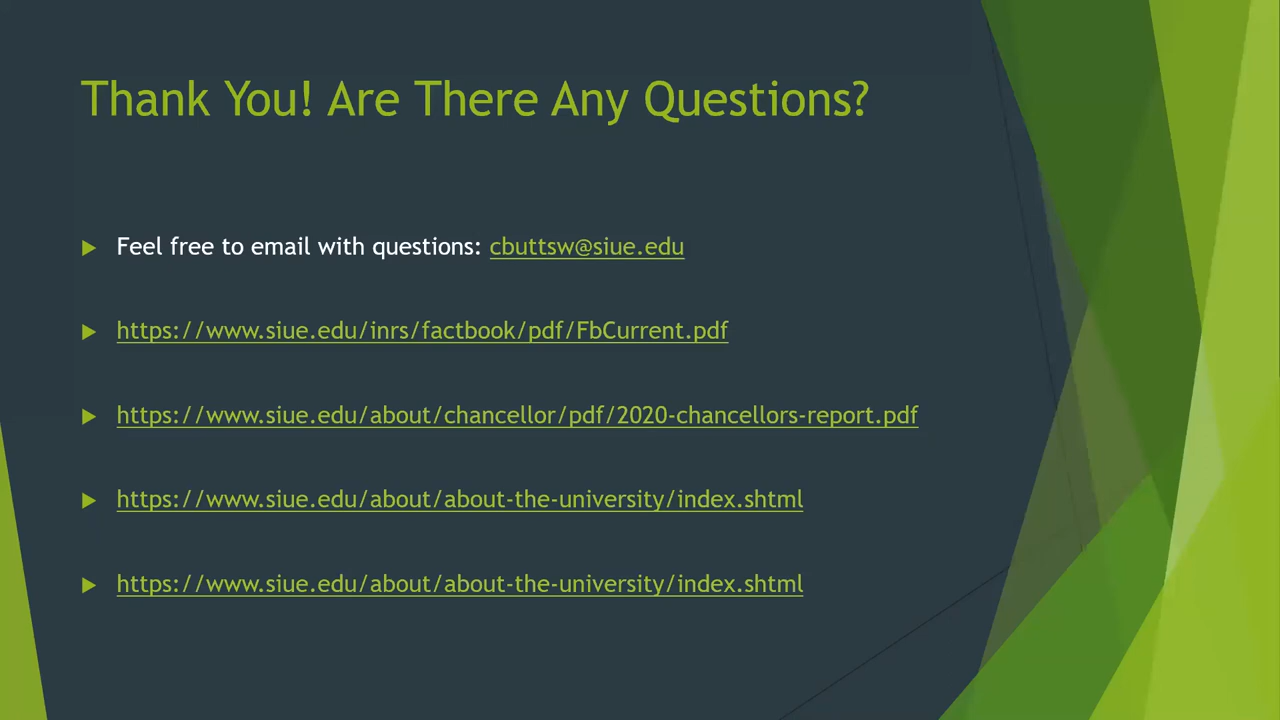 Thank You! Are There Any Questions?
Feel free to email with questions: cbuttsw@siue.edu
https://www.siue.edu/inrs/factbook/pdf/FbCurrent.pdf
https://www.siue.edu/about/chancellor/pdf/2020-chancellors-report.pdf
https://www.siue.edu/about/about-the-university/index.shtml
https://www.siue.edu/about/about-the-university/index.shtml